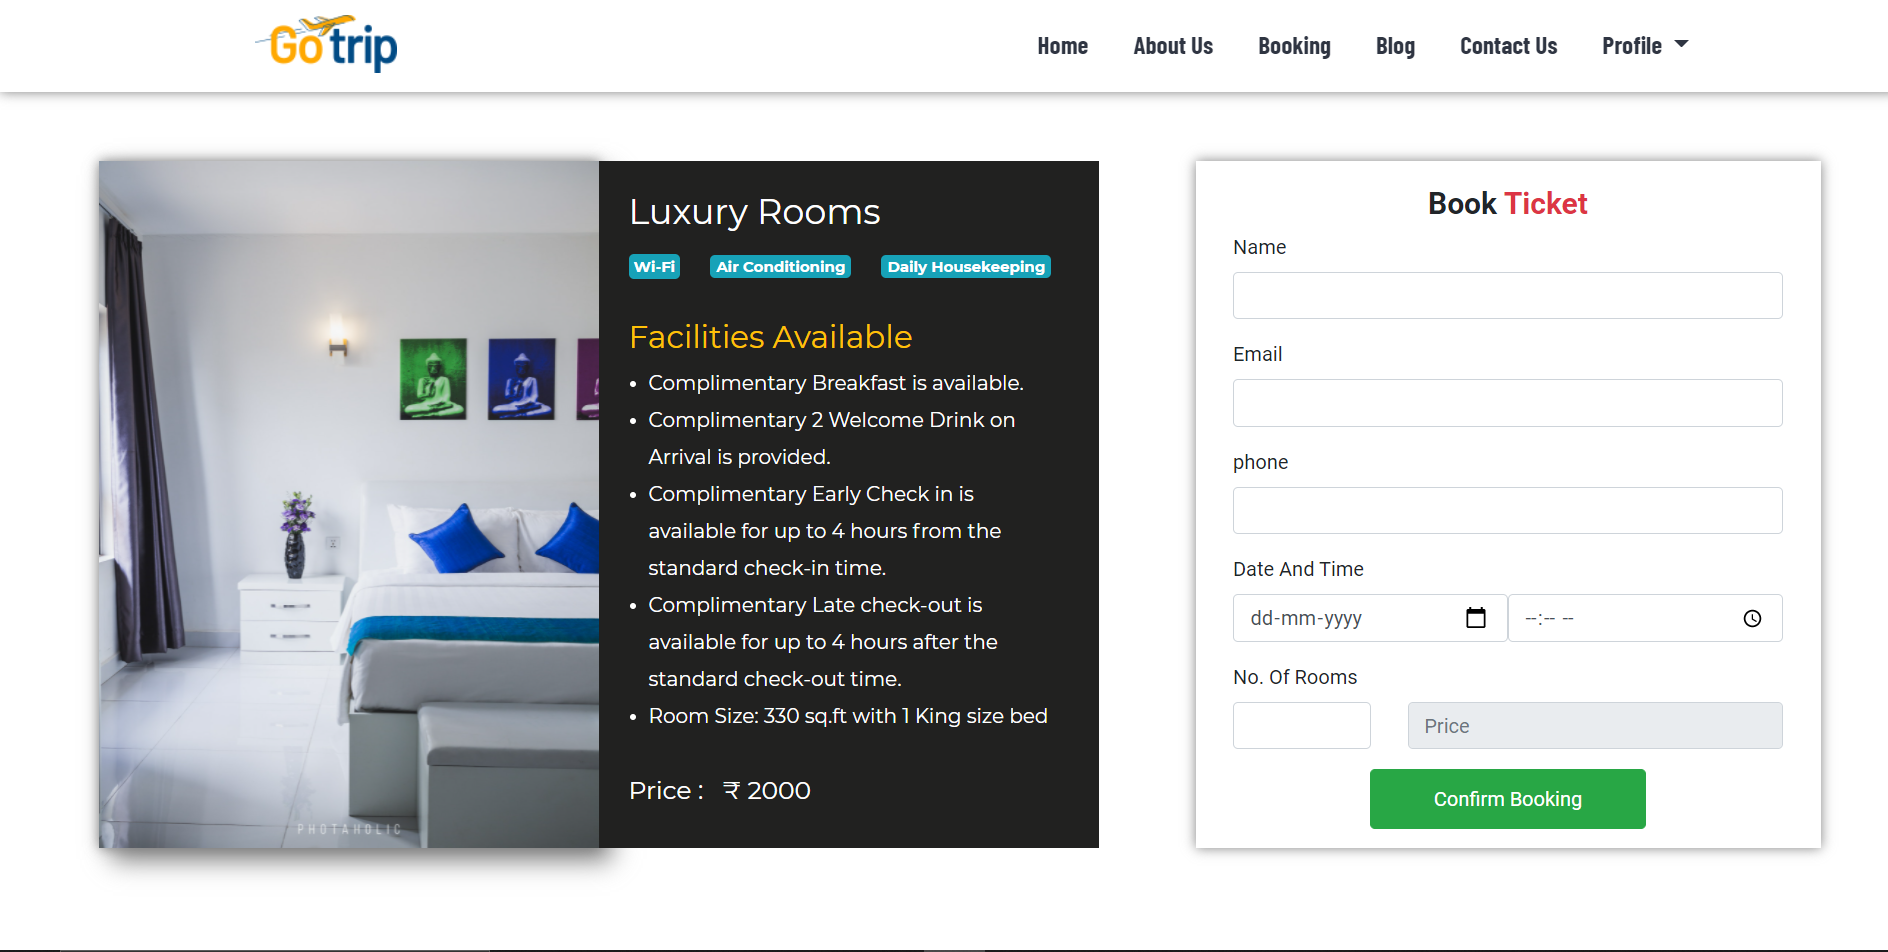 Go trip
Home About Us Booking Blog Contact Us Profile
Luxury Rooms
Wi-Fi Air Conditioning Daily Housekeeping
Facilities Available
• Complimentary Breakfast is available.
• Complimentary 2 Welcome Drink on
Arrival is provided.
• Complimentary Early Check in is
available for up to 4 hours from the
standard check-in time.
• Complimentary Late check-out is
available for up to 4 hours after the
standard check-out time.
• Room Size: 330 sq.ft with 1 King size bed
Price : ₹ 2000
PHOTAHOLIC
Book Ticket
Name
Email
phone
Date And Time
dd-mm-yyyy --:-- --
No. Of Rooms
Price
Confirm Booking